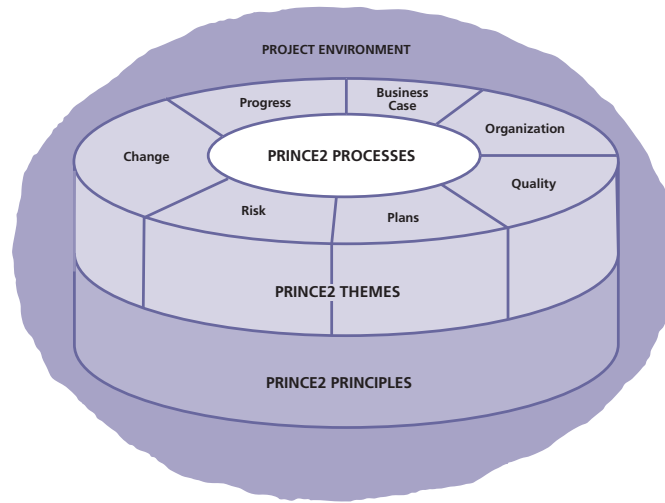 PROJECT ENVIRONMENT
Progress
Business
Case
Organization
Change
PRINCE2 PROCESSES
Quality
Risk
Plans
PRINCE2 THEMES
PRINCE2 PRINCIPLES